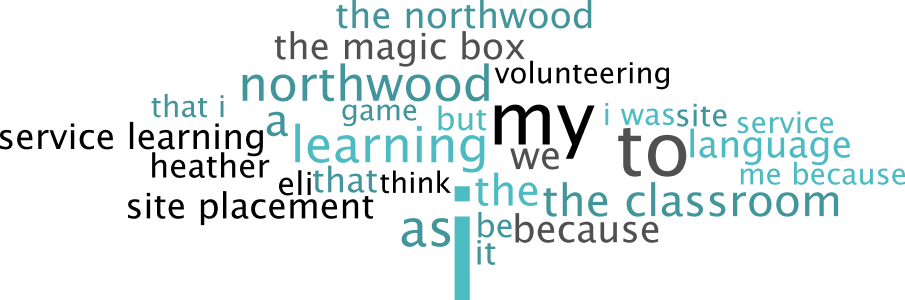 the northwood
the magic box
northwood
volunteering
that i
game
a
but
my
i was
site
service
service learning
learning
we
to
language
heather
eli
that
think
i
the
me because
site placement
the classroom
as
be
because
it